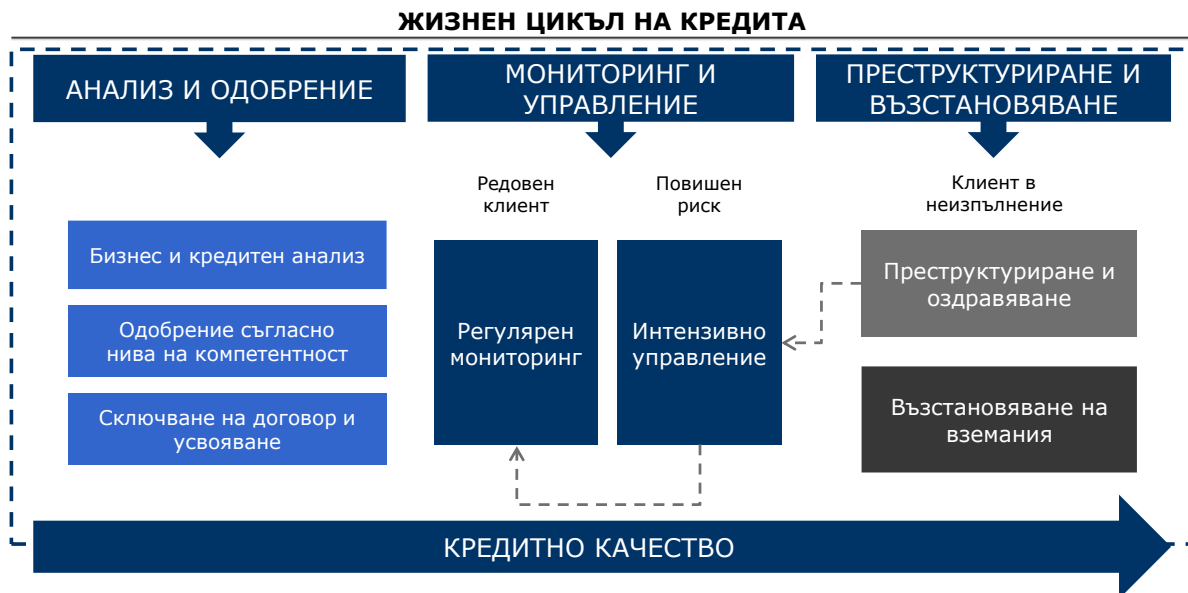 ЖИЗНЕН ЦИКЪЛ НА КРЕДИТА
АНАЛИЗ И ОДОБРЕНИЕ
Бизнес и кредитен анализ
Одобрение съгласно
нива на компетентност
Сключване на договор и
усвояване
МОНИТОРИНГ И
УПРАВЛЕНИЕ
Редовен
клиент
Регулярен
мониторинг
Повишен
риск
Интензивно
управление
ПРЕСТРУКТУРИРАНЕ И
ВЪЗСТАНОВЯВАНЕ
Клиент в
неизпълнение
Преструктуриране и
оздравяване
Възстановяване на
вземания
КРЕДИТНО КАЧЕСТВО